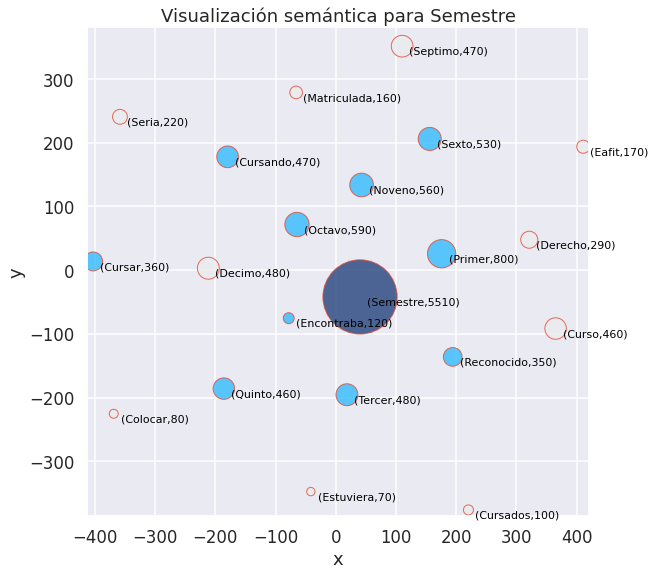 Visualización semántica para Semestre
(Septimo,470)
(Matriculada,160)
(Seria,220)
(Sexto,530)
(Eafit,170)
(Cursando,470)
(Noveno,560)
(Octavo,590)
(Derecho,290)
(Primer,800)
(Cursar,360)
(Decimo,480)
(Semestre,5510)
(Encontraba,120)
(Curso,460)
(Reconocido,350)
(Quinto,460)
(Tercer,480)
(Colocar,80)
(Estuviera,70)
(Cursados,100)
y
300
200
100
0
−100
−200
−300
−400 −300 −200 −100 0 100 200 300 400
x